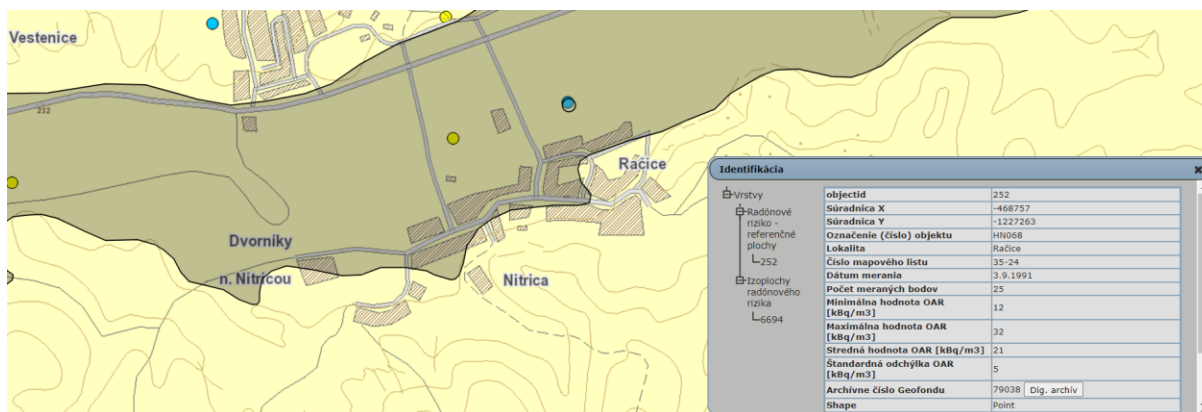 Vestenice
232
Račice
Dvorníky
n. Nitricou
Nitrica
Identifikácia
Vrstvy
Radónové
riziko -
referenčné
plochy
252
Izoplochy
radónového
rizika
6694
objectid 252
Súradnica X -468757
Súradnica Y -1227263
Označenie (číslo) objektu HN068
Lokalita Račice
Číslo mapového listu 35-24
Dátum merania 3.9.1991
Počet meraných bodov 25
Minimálna hodnota OAR
[kBq/m3] 12
Maximálna hodnota OAR
[kBq/m3] 32
Stredná hodnota OAR [kBq/m3] 21
Štandardná odchýlka OAR
[kBq/m3] 5
Archívne číslo Geofondu 79038 Dig. archív
Shape Point